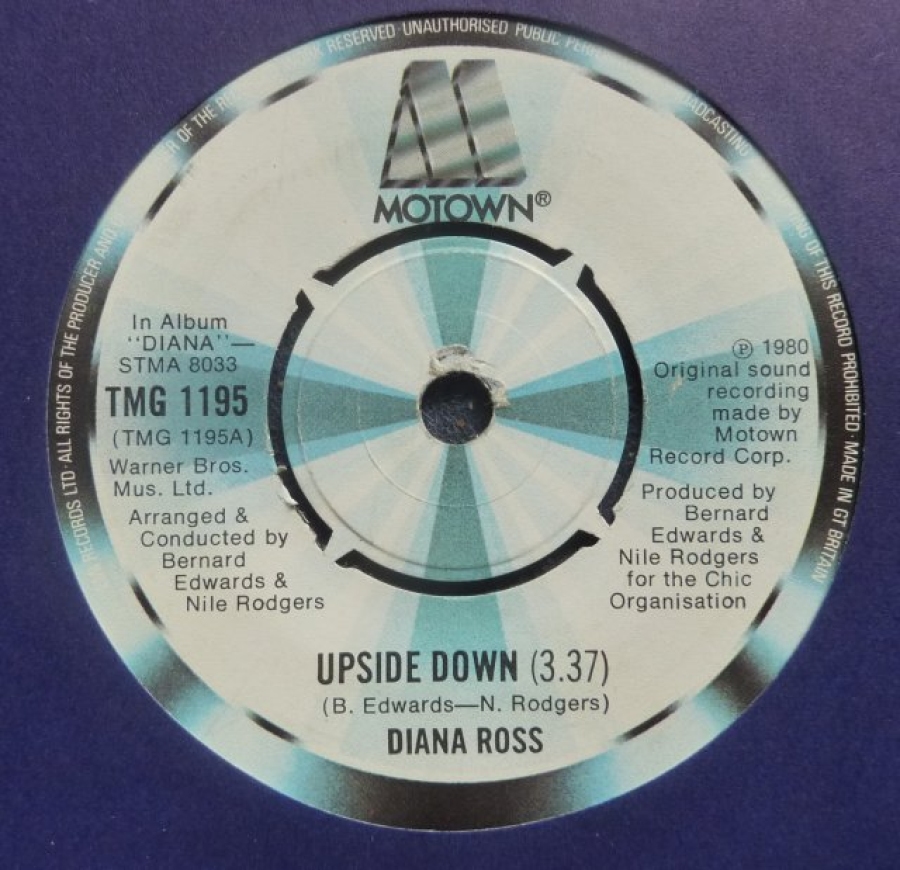 RECORDS LTD·ALL RIGHTS OF THE PRODUCER AND
R OF THE
RESERVED·UNAUTHORISED PUBLIC
OF THIS RECORD PROHIBITED·MADE IN GT BRITAIN
MOTOWN®
In Album
"DIANA"—
STMA 8033
TMG 1195
(TMG 1195A)
Warner Bros.
Mus. Ltd.
Arranged &
Conducted by
Bernard
Edwards &
Nile Rodgers
Ⓟ 1980
Original sound
recording
made by
Motown
Record Corp.
Produced by
Bernard
Edwards &
Nile Rodgers
for the Chic
Organisation
UPSIDE DOWN (3.37)
(B. Edwards—N. Rodgers)
DIANA ROSS